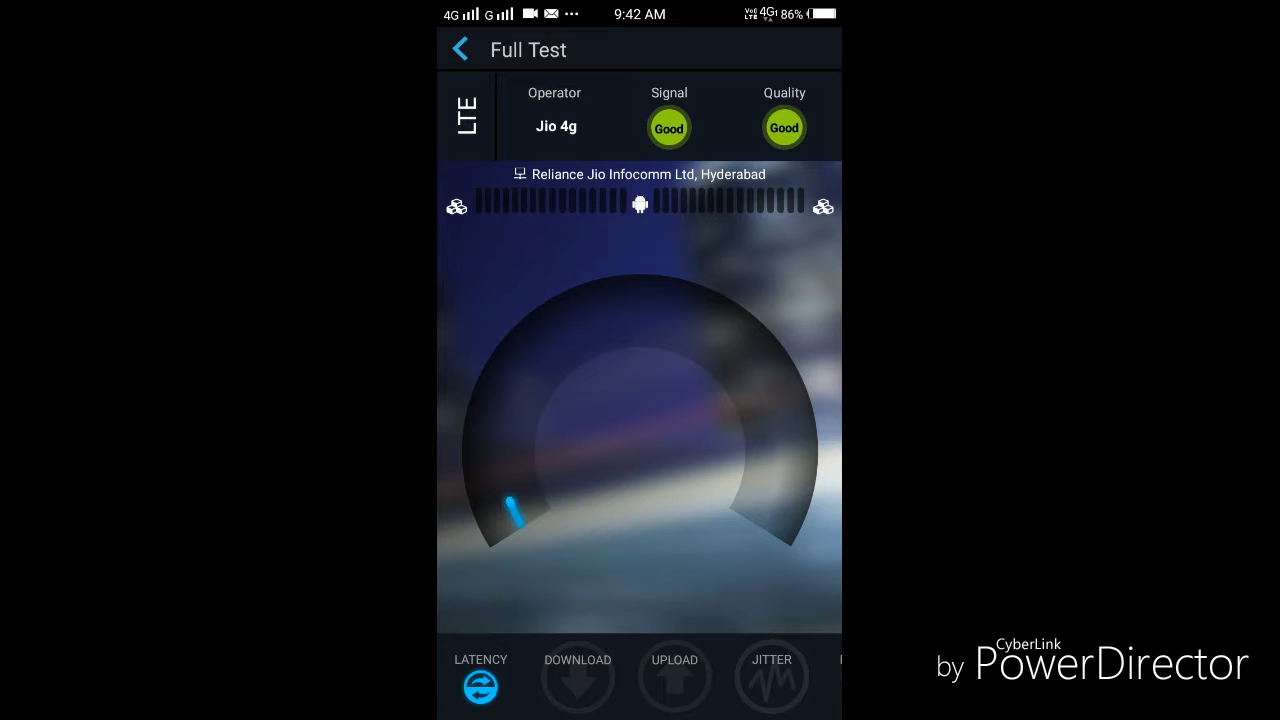 4G G 9:42 AM 4G 86%
Full Test
LTE
Operator Signal Quality
Jio 4g Good Good
Reliance Jio Infocomm Ltd, Hyderabad
LATENCY DOWNLOAD UPLOAD JITTER
CyberLink
by PowerDirector